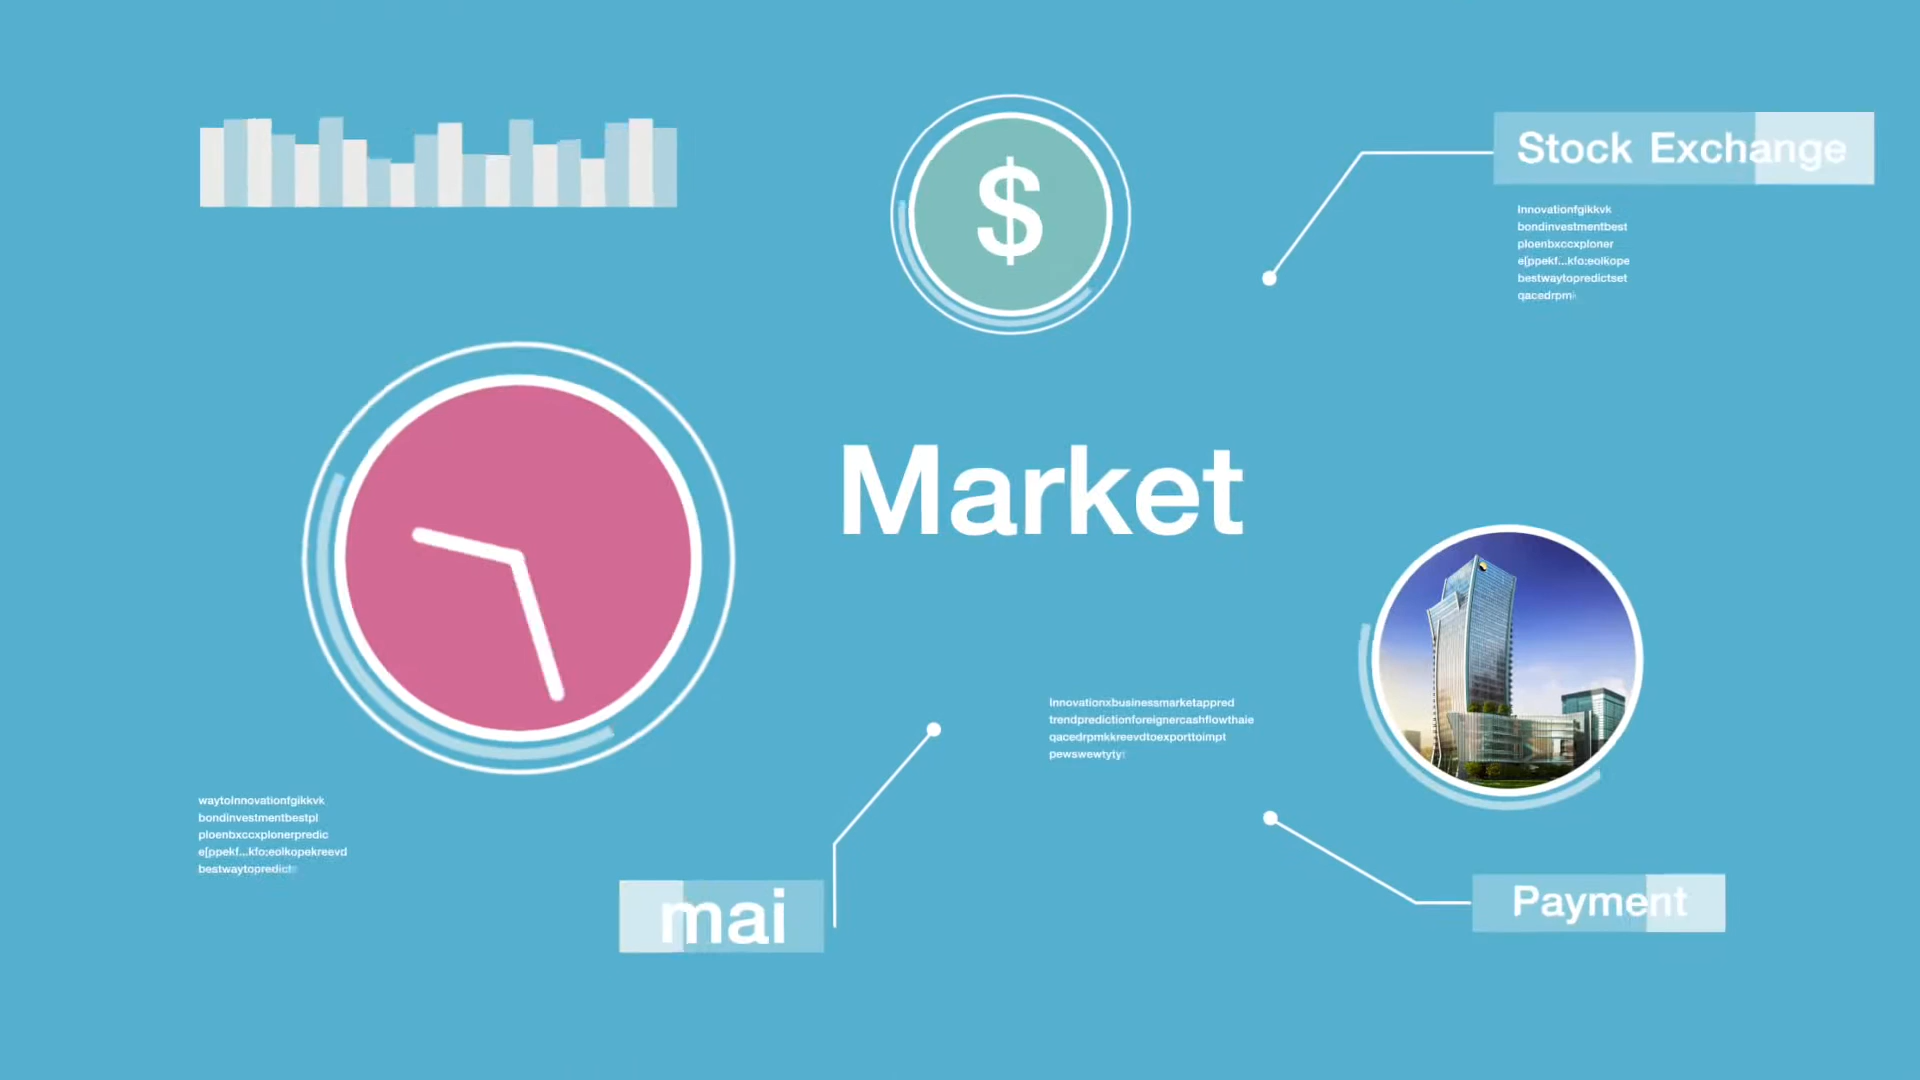 $
Stock Exchange
Innovationfgikkvk
bondinvestmentbest
ploenbxccxploner
e[ppekf...kfo:eolkope
bestwaytopredictset
qacedrpm
Market
Innovationxbusinessmarketappred
trendpredictionforeignercashflowthaie
qacedrpmkkreevdtoexporttoimpt
pewswewtyty
waytoInnovationfgikkvk
bondinvestmentbestpl
ploenbxccxplonerpredic
e[ppekf...kfo:eolkopekreevd
bestwaytopredict
mai
Payment